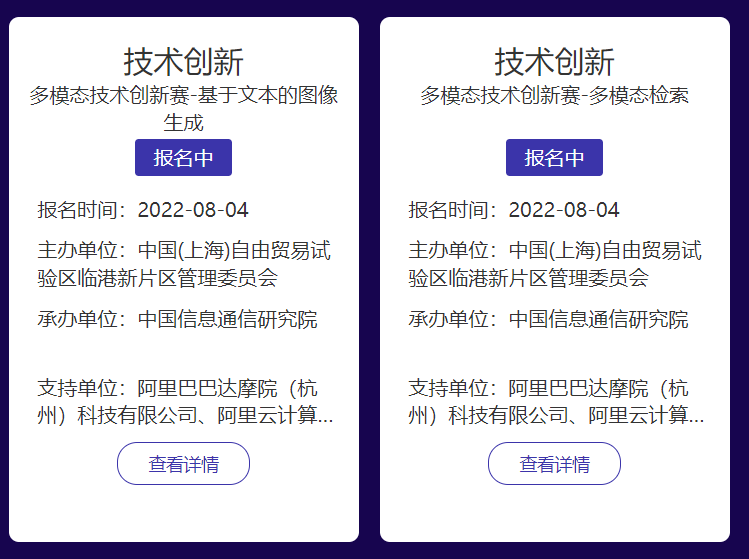 技术创新
多模态技术创新赛-基于文本的图像
生成
报名中
报名时间：2022-08-04
主办单位：中国(上海)自由贸易试
验区临港新片区管理委员会
承办单位：中国信息通信研究院
支持单位：阿里巴巴达摩院（杭
州）科技有限公司、阿里云计算...
查看详情
技术创新
多模态技术创新赛-多模态检索
报名中
报名时间：2022-08-04
主办单位：中国(上海)自由贸易试
验区临港新片区管理委员会
承办单位：中国信息通信研究院
支持单位：阿里巴巴达摩院（杭
州）科技有限公司、阿里云计算...
查看详情